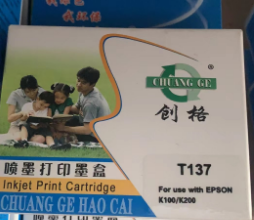 CHUANG GE
®
创格
喷墨打印墨盒
Inkjet Print Cartridge
CHUANG GE HAO CAI
T137
For use with EPSON
K100/K200